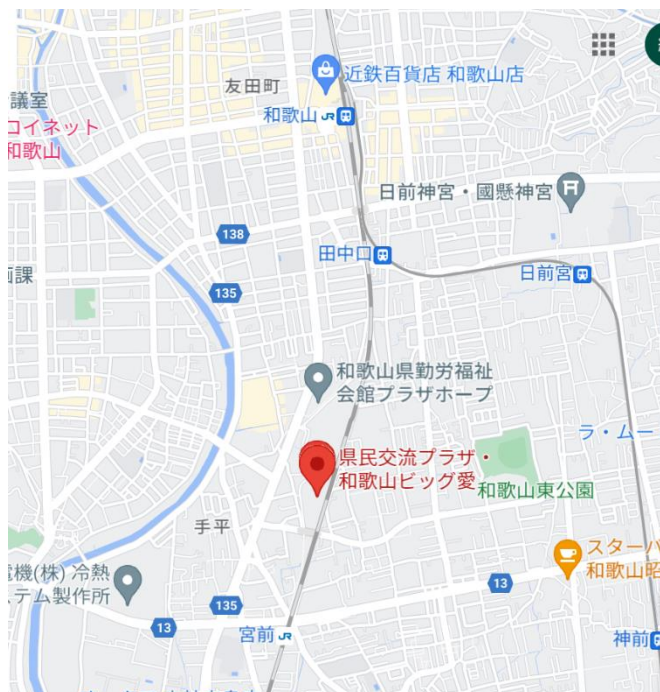 近鉄百貨店 和歌山店
友田町
議室
コイネット
和歌山
和歌山 JR
日前神宮・國懸神宮
138
田中口
日前宮
135
画課
和歌山県勤労福祉
会館プラザホープ
ラ・ムー
県民交流プラザ・
和歌山ビッグ愛
和歌山東公園
手平
スターバ
和歌山昭
電機(株) 冷熱
ステム製作所
13
135
13
宮前 JR
神前